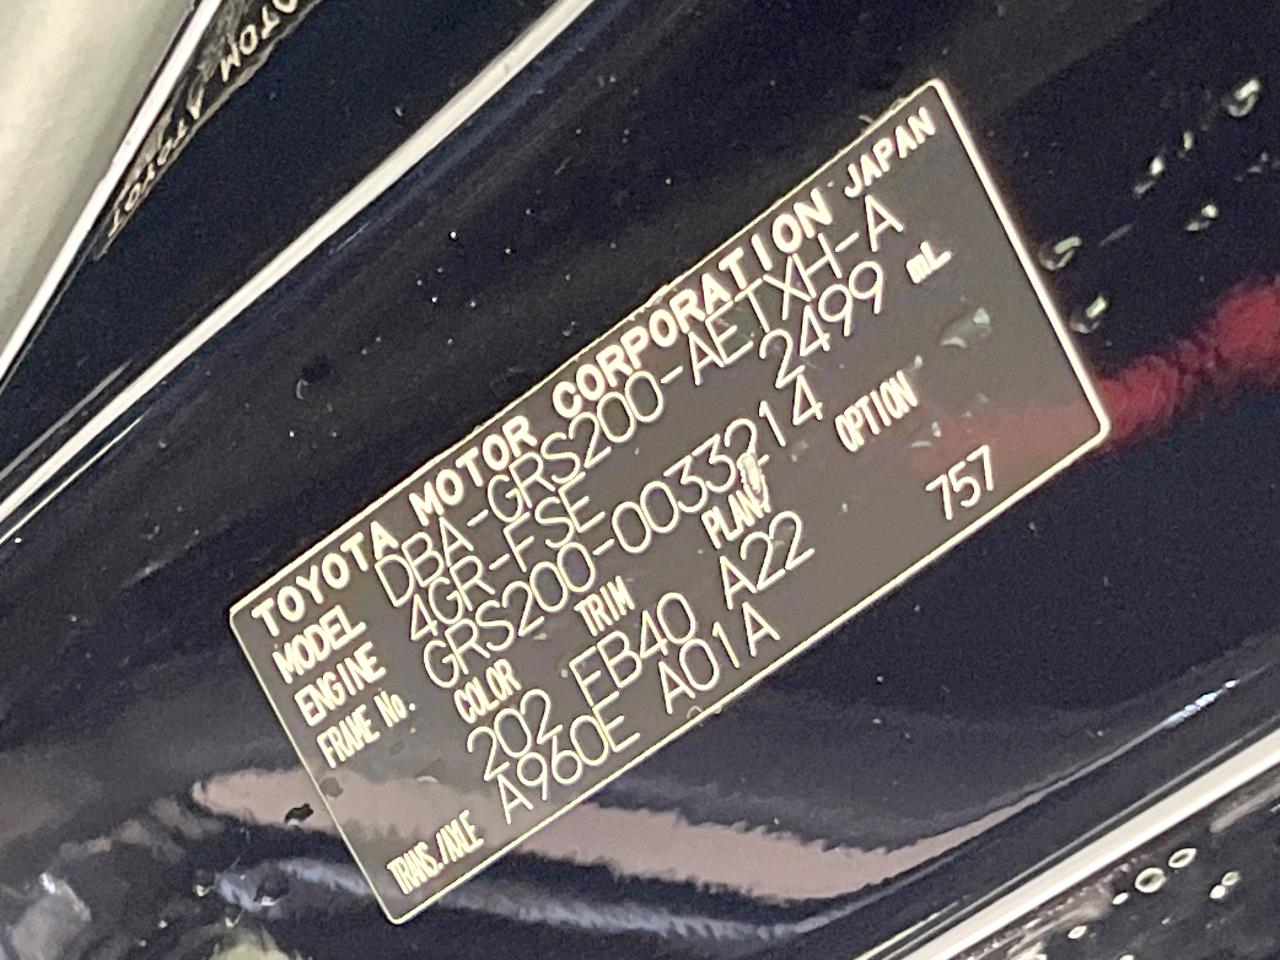 TOYOTA MOTOR CORPORATION JAPAN
MODEL DBA-GRS200-AETXH-A
ENGINE 4GR-FSE 2499 mL
FRAME No. GRS200-0033214
COLOR TRIM PLANT OPTION
202 FB40 A22 757
TRANS./AXLE A960E A01A